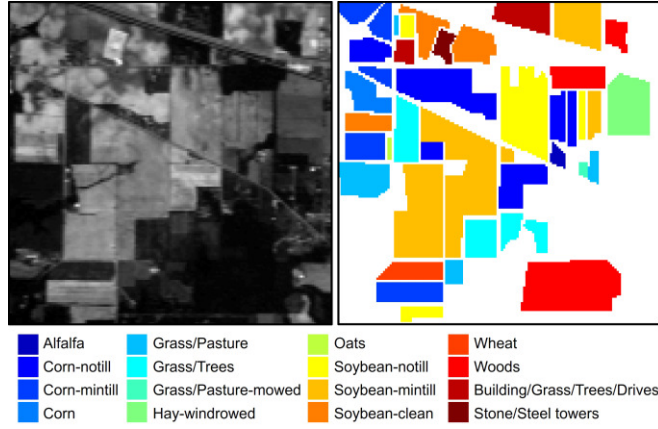 Alfalfa
Corn-notill
Corn-mintill
Corn
Grass/Pasture
Grass/Trees
Grass/Pasture-mowed
Hay-windrowed
Oats
Soybean-notill
Soybean-mintill
Soybean-clean
Wheat
Woods
Building/Grass/Trees/Drives
Stone/Steel towers